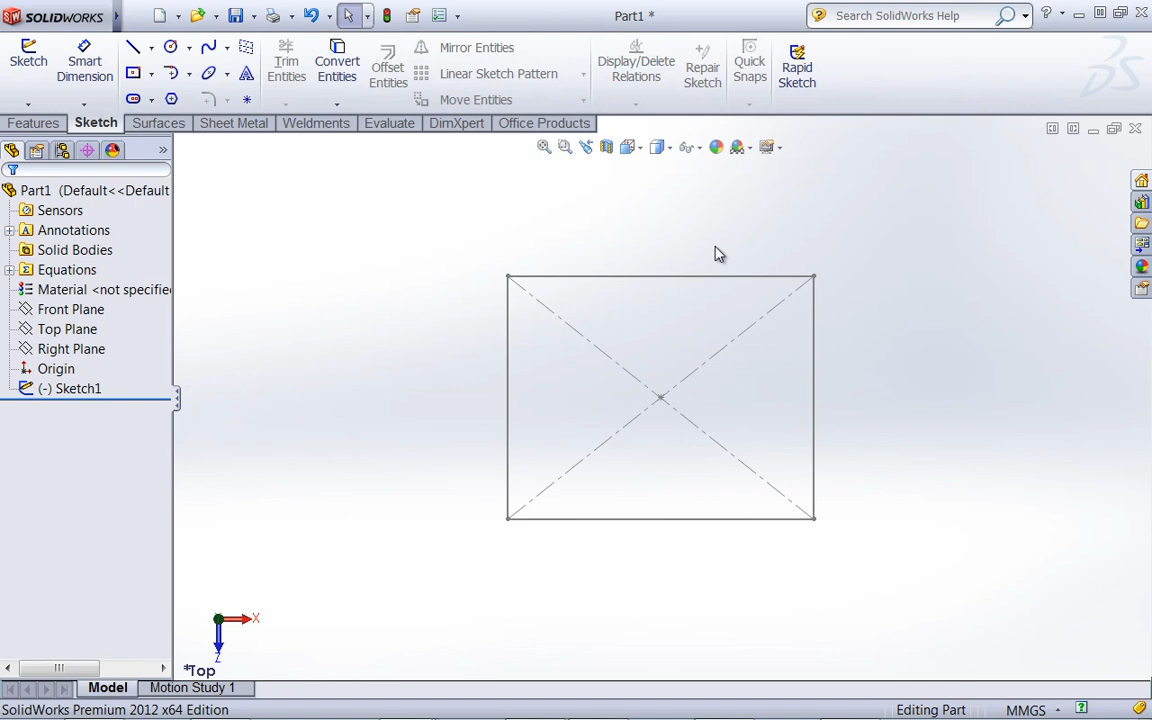 SOLIDWORKS
Part1 *
Search SolidWorks Help
Sketch
Smart Dimension
Trim Entities
Convert Entities
Offset Entities
Mirror Entities
Linear Sketch Pattern
Move Entities
Display/Delete Relations
Repair Sketch
Quick Snaps
Rapid Sketch
Features
Sketch
Surfaces
Sheet Metal
Weldments
Evaluate
DimXpert
Office Products
Part1 (Default<<Default
Sensors
Annotations
Solid Bodies
Equations
Material <not specifie
Front Plane
Top Plane
Right Plane
Origin
(-) Sketch1
X
Z
*Top
Model
Motion Study 1
SolidWorks Premium 2012 x64 Edition
Editing Part
MMGS